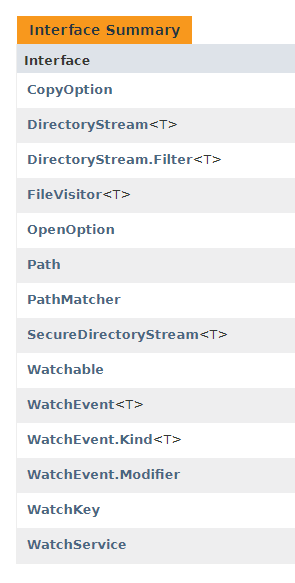 Interface Summary
Interface
CopyOption
DirectoryStream<T>
DirectoryStream.Filter<T>
FileVisitor<T>
OpenOption
Path
PathMatcher
SecureDirectoryStream<T>
Watchable
WatchEvent<T>
WatchEvent.Kind<T>
WatchEvent.Modifier
WatchKey
WatchService